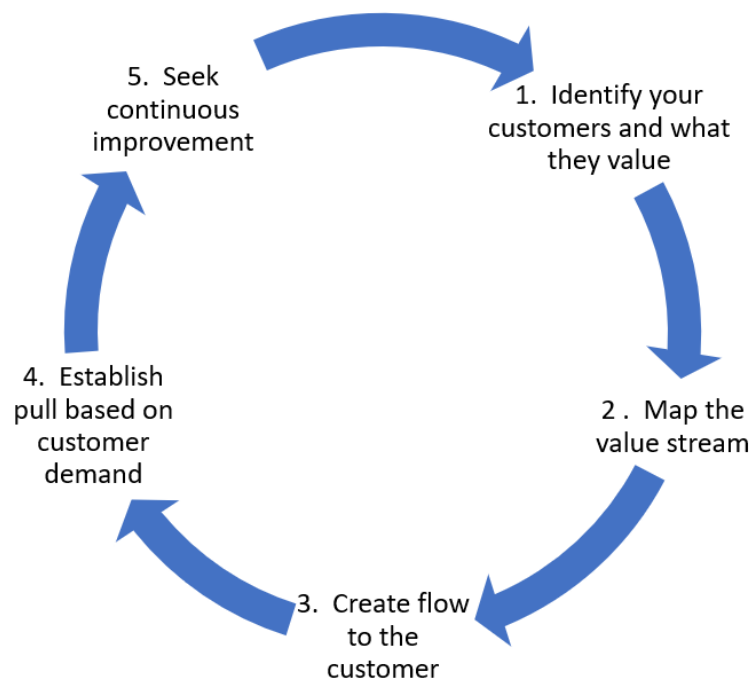 1.  Identify your
customers and what
they value
2 .  Map the
value stream
3.  Create flow
to the
customer
4.  Establish
pull based on
customer
demand
5.  Seek
continuous
improvement